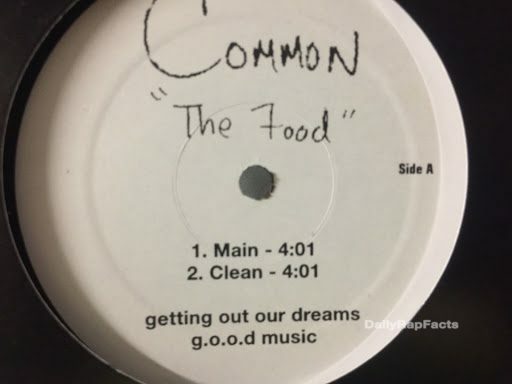 Common
"The Food"
Side A
1. Main - 4:01
2. Clean - 4:01
getting out our dreams
DailyRapFacts
g.o.o.d music